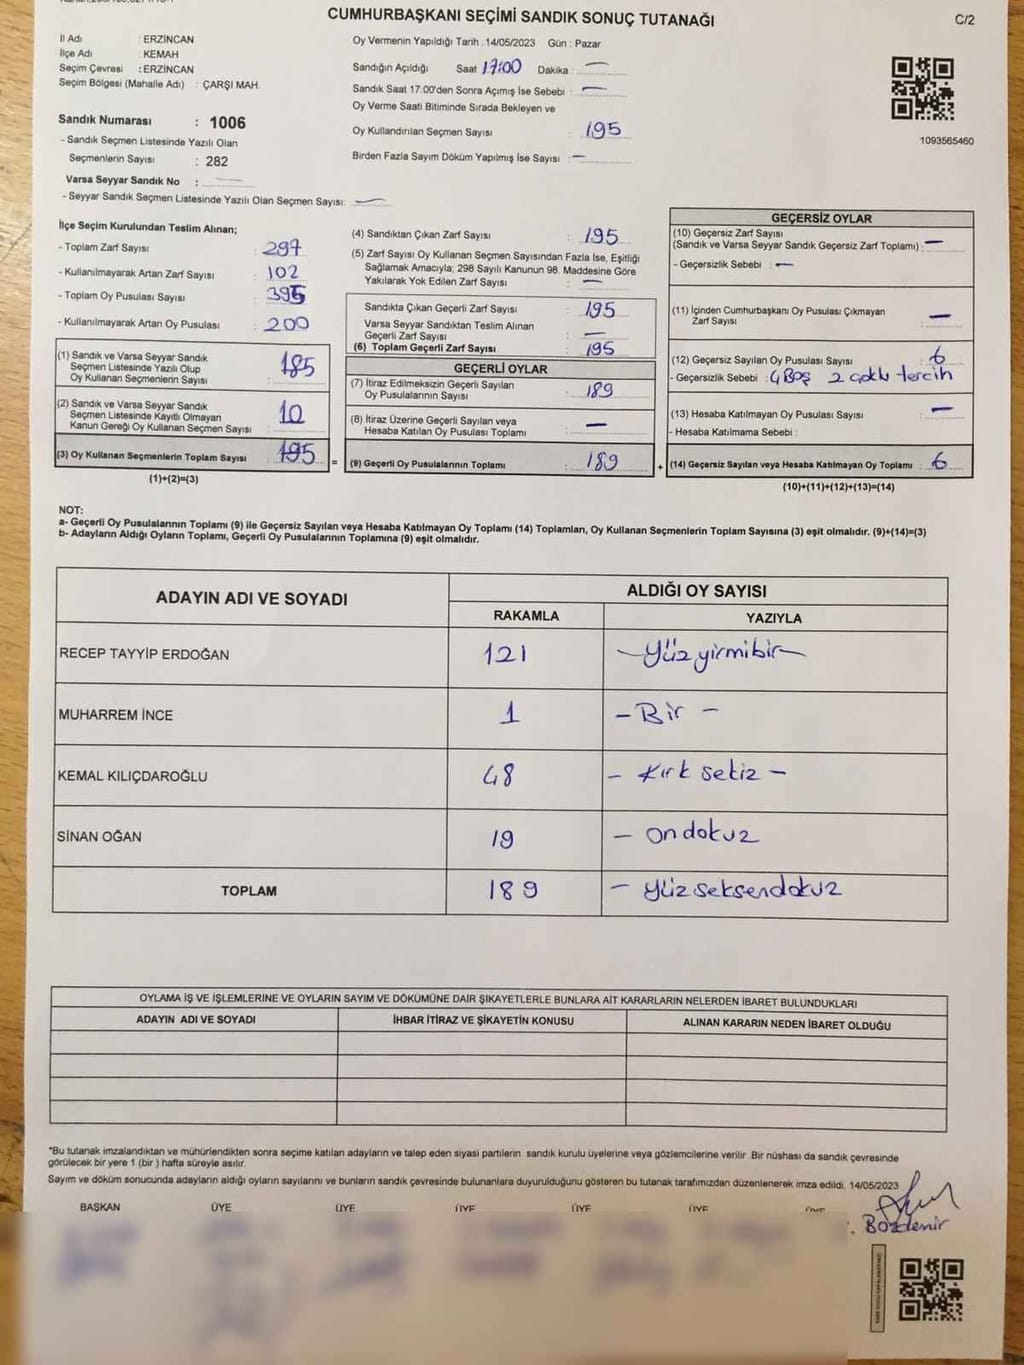 CUMHURBAŞKANI SEÇİMİ SANDIK SONUÇ TUTANAĞI
C/2
İl Adı : ERZİNCAN
İlçe Adı : KEMAH
Seçim Çevresi : ERZİNCAN
Seçim Bölgesi (Mahalle Adı) : ÇARŞI MAH.
Sandık Numarası : 1006
- Sandık Seçmen Listesinde Yazılı Olan
Seçmenlerin Sayısı : 282
Varsa Seyyar Sandık No : —
- Seyyar Sandık Seçmen Listesinde Yazılı Olan Seçmen Sayısı: —
Oy Vermenin Yapıldığı Tarih : 14/05/2023 Gün : Pazar
Sandığın Açıldığı Saat 17:00 Dakika : —
Sandık Saat 17.00'den Sonra Açımış İse Sebebi : —
Oy Verme Saati Bitiminde Sırada Bekleyen ve
Oy Kullandırılan Seçmen Sayısı : 195
Birden Fazla Sayım Döküm Yapılmış İse Sayısı : —
1093565460
İlçe Seçim Kurulundan Teslim Alınan;
- Toplam Zarf Sayısı : 297
- Kullanılmayarak Artan Zarf Sayısı : 102
- Toplam Oy Pusulası Sayısı : 395
- Kullanılmayarak Artan Oy Pusulası : 200
(1) Sandık ve Varsa Seyyar Sandık
Seçmen Listesinde Yazılı Olup
Oy Kullanan Seçmenlerin Sayısı : 185
(2) Sandık ve Varsa Seyyar Sandık
Seçmen Listesinde Kayıtlı Olmayan
Kanun Gereği Oy Kullanan Seçmen Sayısı : 10
(3) Oy Kullanan Seçmenlerin Toplam Sayısı : 195
(1)+(2)=(3)
=
(4) Sandıktan Çıkan Zarf Sayısı : 195
(5) Zarf Sayısı Oy Kullanan Seçmen Sayısından Fazla İse, Eşitliği
Sağlamak Amacıyla; 298 Sayılı Kanunun 98. Maddesine Göre
Yakılarak Yok Edilen Zarf Sayısı : —
Sandıkta Çıkan Geçerli Zarf Sayısı : 195
Varsa Seyyar Sandıktan Teslim Alınan
Geçerli Zarf Sayısı : —
(6) Toplam Geçerli Zarf Sayısı : 195
GEÇERLİ OYLAR
(7) İtiraz Edilmeksizin Geçerli Sayılan
Oy Pusulalarının Sayısı : 189
(8) İtiraz Üzerine Geçerli Sayılan veya
Hesaba Katılan Oy Pusulası Toplamı : —
(9) Geçerli Oy Pusulalarının Toplamı : 189
+
GEÇERSİZ OYLAR
(10) Geçersiz Zarf Sayısı
(Sandık ve Varsa Seyyar Sandık Geçersiz Zarf Toplamı) : —
- Geçersizlik Sebebi : —
(11) İçinden Cumhurbaşkanı Oy Pusulası Çıkmayan
Zarf Sayısı : —
(12) Geçersiz Sayılan Oy Pusulası Sayısı : 6
- Geçersizlik Sebebi : 4 Boş 2 çoklu tercih
(13) Hesaba Katılmayan Oy Pusulası Sayısı : —
- Hesaba Katılmama Sebebi :
(14) Geçersiz Sayılan veya Hesaba Katılmayan Oy Toplamı : 6
(10)+(11)+(12)+(13)=(14)
NOT:
a- Geçerli Oy Pusulalarının Toplamı (9) ile Geçersiz Sayılan veya Hesaba Katılmayan Oy Toplamı (14) Toplamları, Oy Kullanan Seçmenlerin Toplam Sayısına (3) eşit olmalıdır. (9)+(14)=(3)
b- Adayların Aldığı Oyların Toplamı, Geçerli Oy Pusulalarının Toplamına (9) eşit olmalıdır.
ADAYIN ADI VE SOYADI
ALDIĞI OY SAYISI
RAKAMLA YAZIYLA
RECEP TAYYİP ERDOĞAN 121 - Yüz yirmibir -
MUHARREM İNCE 1 - Bir -
KEMAL KILIÇDAROĞLU 48 - Kırk sekiz -
SİNAN OĞAN 19 - on dokuz
TOPLAM 189 - Yüz seksendokuz
OYLAMA İŞ VE İŞLEMLERİNE VE OYLARIN SAYIM VE DÖKÜMÜNE DAİR ŞİKAYETLERLE BUNLARA AİT KARARLARIN NELERDEN İBARET BULUNDUKLARI
ADAYIN ADI VE SOYADI İHBAR İTİRAZ VE ŞİKAYETİN KONUSU ALINAN KARARIN NEDEN İBARET OLDUĞU
*Bu tutanak imzalandıktan ve mühürlendikten sonra seçime katılan adayların ve talep eden siyasi partilerin sandık kurulu üyelerine veya gözlemcilerine verilir. Bir nüshası da sandık çevresinde
görülecek bir yere 1 (bir) hafta süreyle asılır.
Sayım ve döküm sonucunda adayların aldığı oyların sayılarını ve bunların sandık çevresinde bulunanlara duyurulduğunu gösteren bu tutanak tarafımızdan düzenlenerek imza edildi. 14/05/2023
BAŞKAN ÜYE ÜYE ÜYE ÜYE ÜYE
Bozdemir